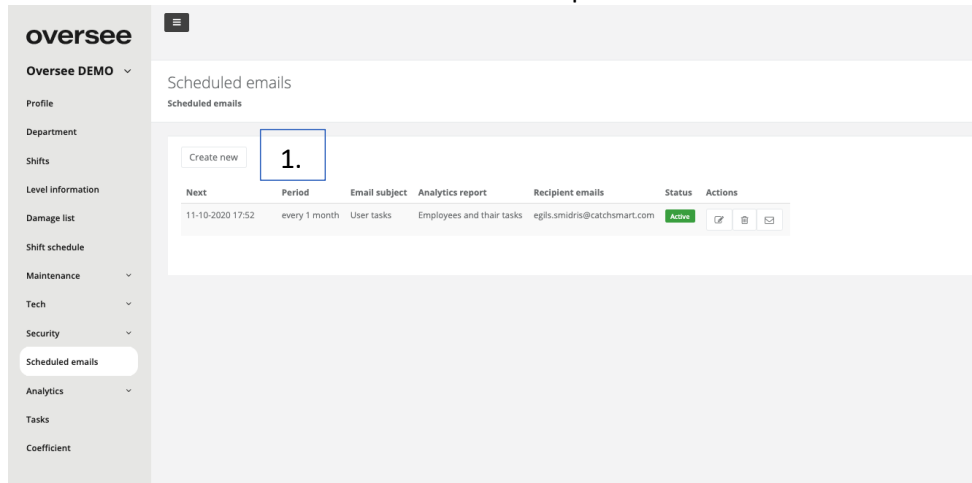 oversee
Oversee DEMO
Profile
Department
Shifts
Level information
Damage list
Shift schedule
Maintenance
Tech
Security
Scheduled emails
Analytics
Tasks
Coefficient
Scheduled emails
Scheduled emails
Create new
1.
Next Period Email subject Analytics report Recipient emails Status Actions
11-10-2020 17:52 every 1 month User tasks Employees and thair tasks egils.smidris@catchsmart.com Active